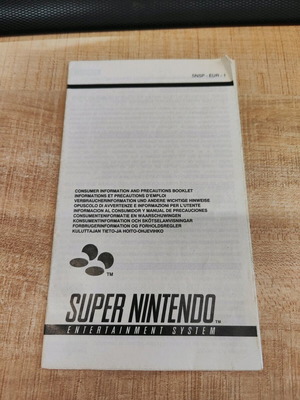 SNSP - EUR - 1
CONSUMER INFORMATION AND PRECAUTIONS BOOKLET
INFORMATIONS ET PRECAUTIONS D'EMPLOI
VERBRAUCHERINFORMATION UND ANDERE WICHTIGE HINWEISE
OPUSCOLO DI AVVERTENZE E INFORMAZIONI PER L'UTENTE
INFORMACION AL CONSUMIDOR Y MANUAL DE PRECAUCIONES
CONSUMENTENINFORMATIE EN WAARSCHUWINGEN
KONSUMENTINFORMATION OCH SKÖTSELANVISNINGAR
FORBRUGERINFORMATION OG FORHOLDSREGLER
KULUTTAJAN TIETO-JA HOITO-OHJEVIHKO
TM
SUPER NINTENDO TM
ENTERTAINMENT SYSTEM